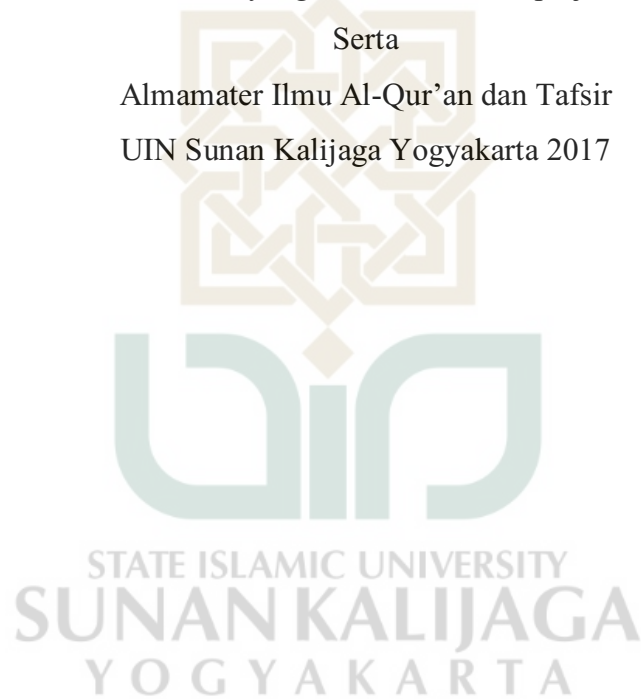 Serta
Almamater Ilmu Al-Qur’an dan Tafsir
UIN Sunan Kalijaga Yogyakarta 2017
STATE ISLAMIC UNIVERSITY
SUNAN KALIJAGA
YOGYAKARTA